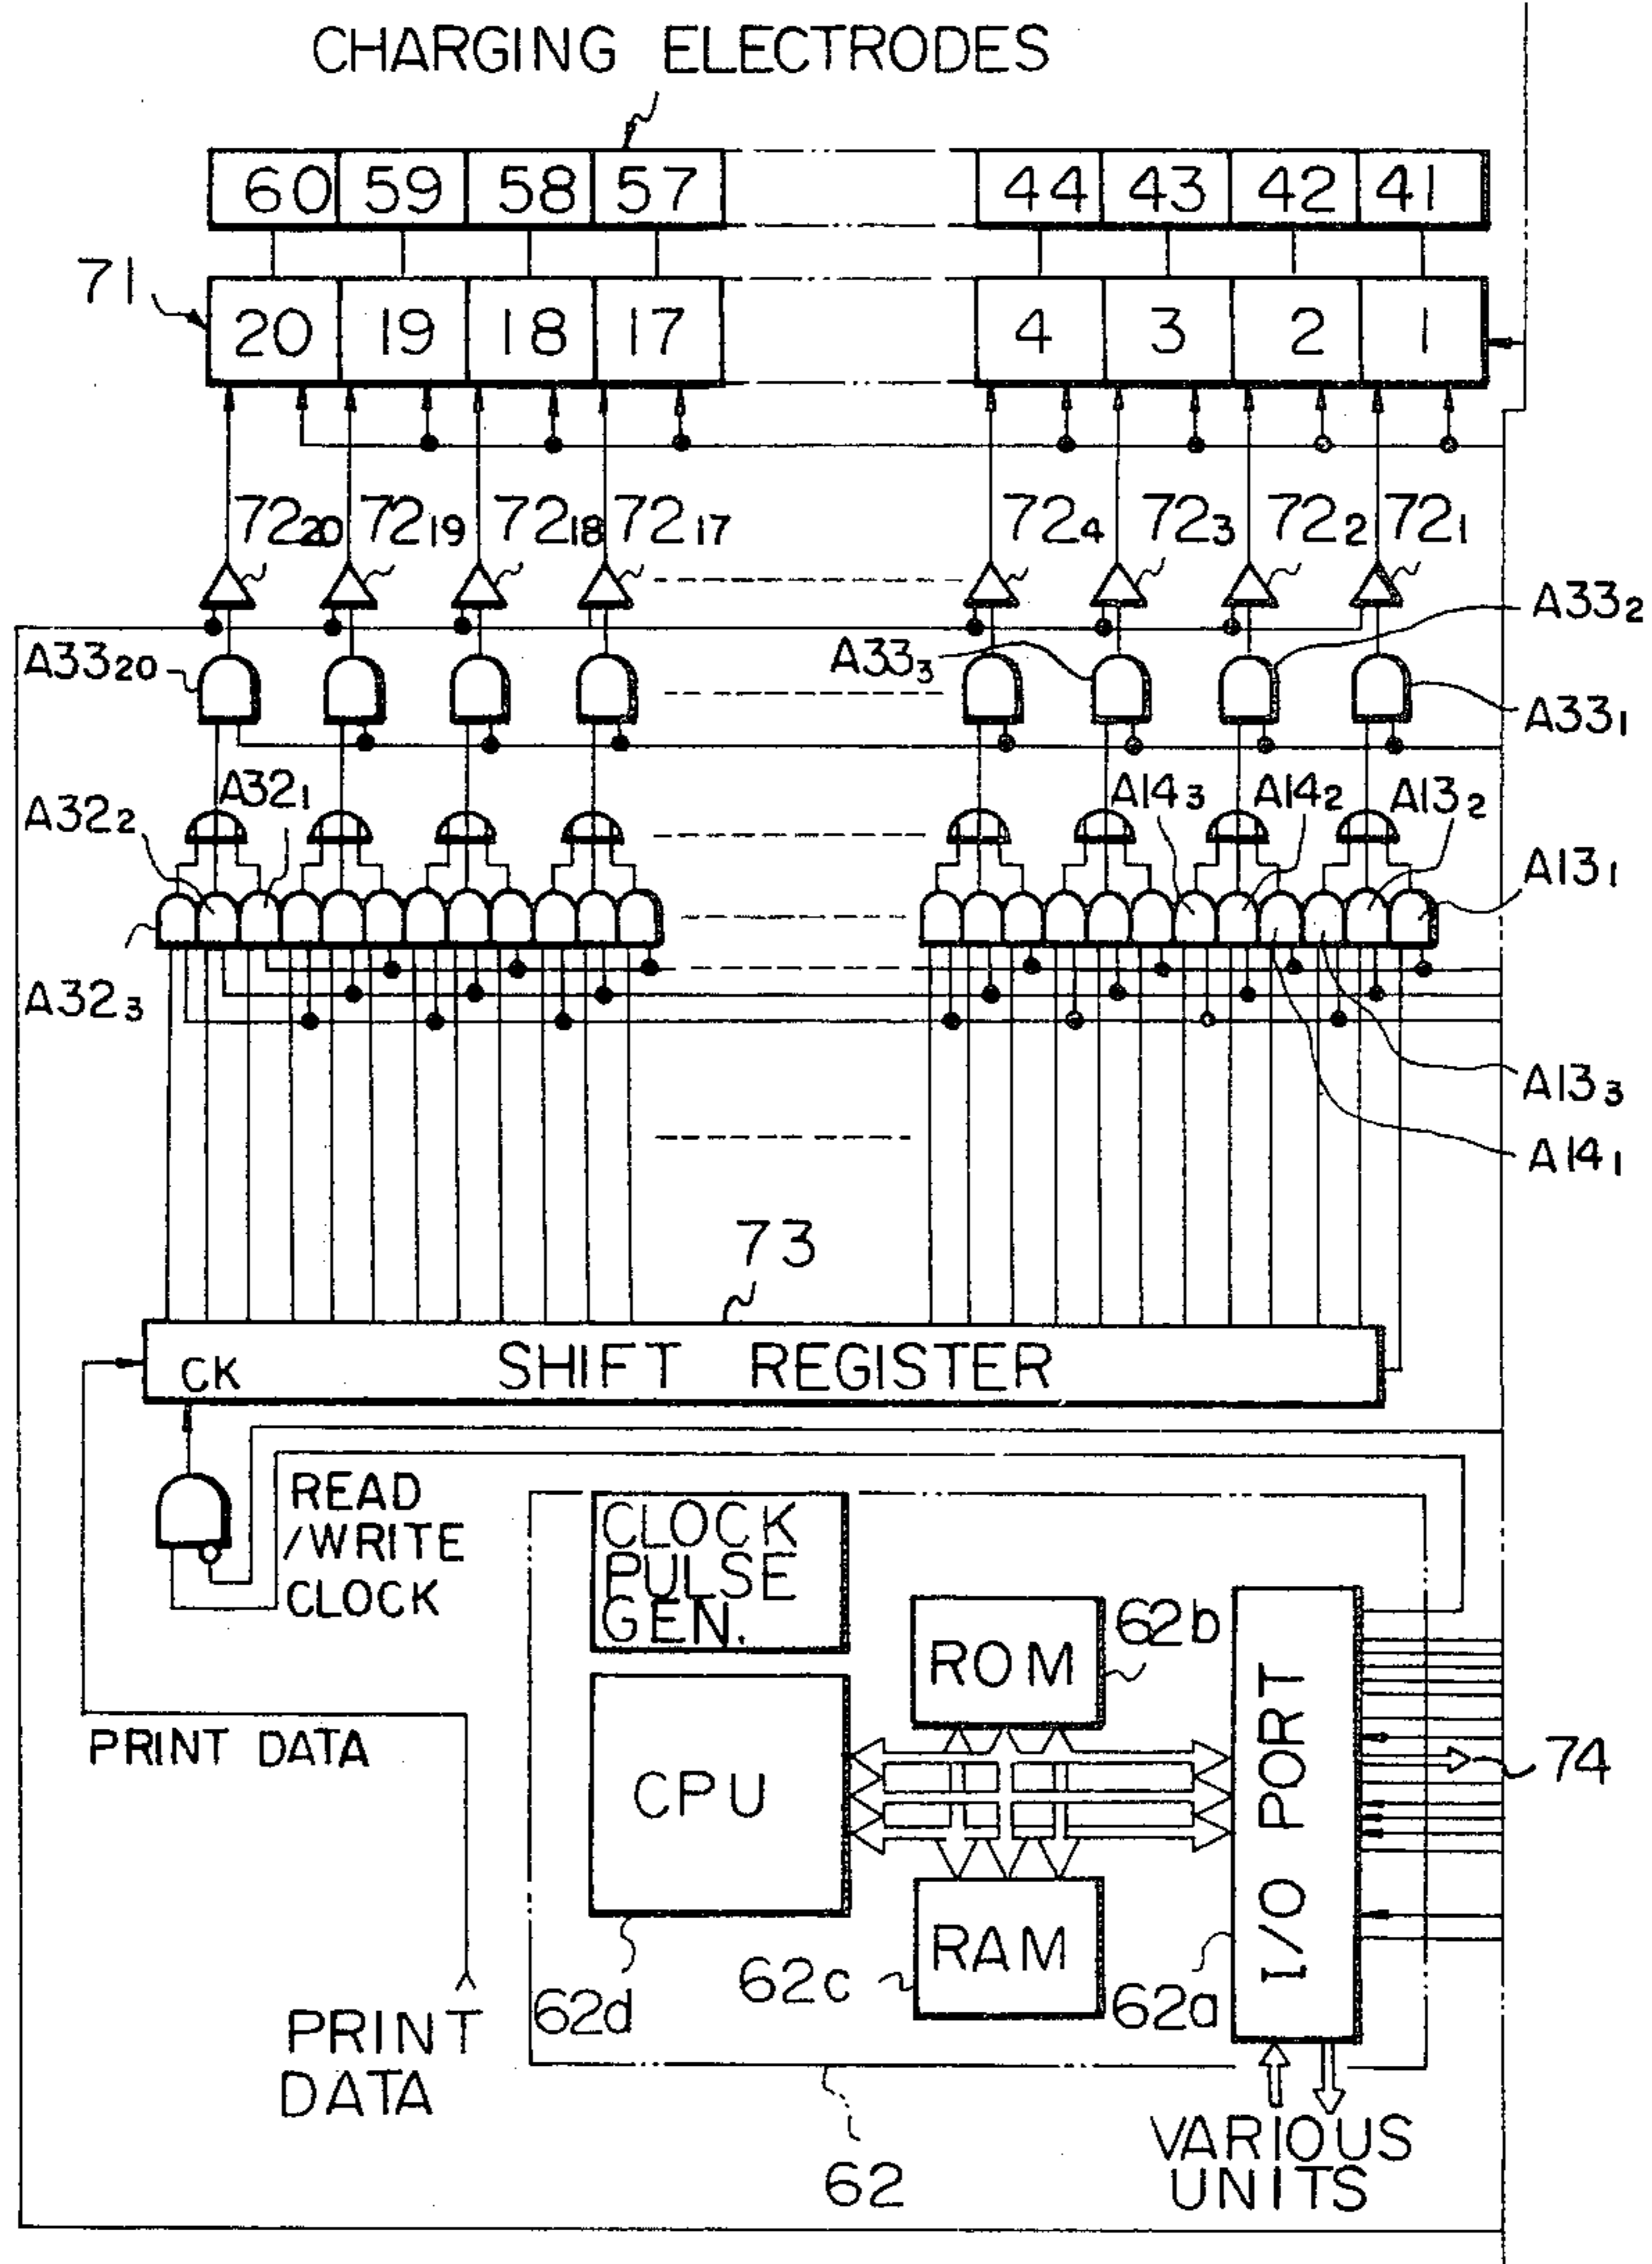 CHARGING ELECTRODES
60 59 58 57 44 43 42 41
71
20 19 18 17 4 3 2 1
72₂₀ 72₁₉ 72₁₈ 72₁₇ 72₄ 72₃ 72₂ 72₁
A33₂
A33₂₀ A33₃
A33₁
A32₂ A32₁ A14₃ A14₂ A13₂
A13₁
A32₃
A13₃
A14₁
73
CK SHIFT REGISTER
READ
/WRITE
CLOCK
CLOCK
PULSE
GEN.
ROM 62b
PRINT DATA
CPU
I/O PORT
74
RAM
62d 62c 62a
PRINT
DATA
VARIOUS
UNITS
62